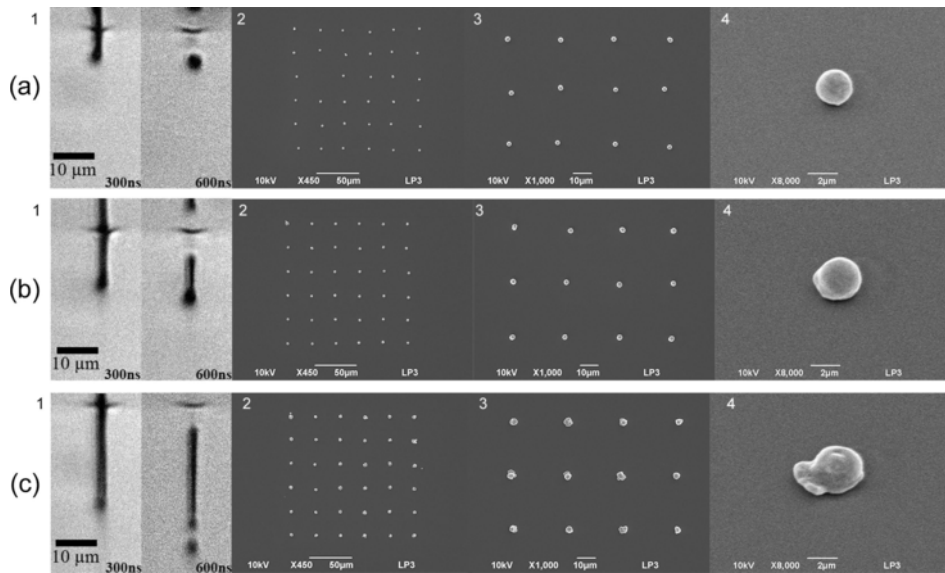 (a)
1
10 µm
300ns
600ns
2
10kV X450 50µm LP3
3
10kV X1,000 10µm LP3
4
10kV X8,000 2µm LP3
(b)
1
10 µm
300ns
600ns
2
10kV X450 50µm LP3
3
10kV X1,000 10µm LP3
4
10kV X8,000 2µm LP3
(c)
1
10 µm
300ns
600ns
2
10kV X450 50µm LP3
3
10kV X1,000 10µm LP3
4
10kV X8,000 2µm LP3